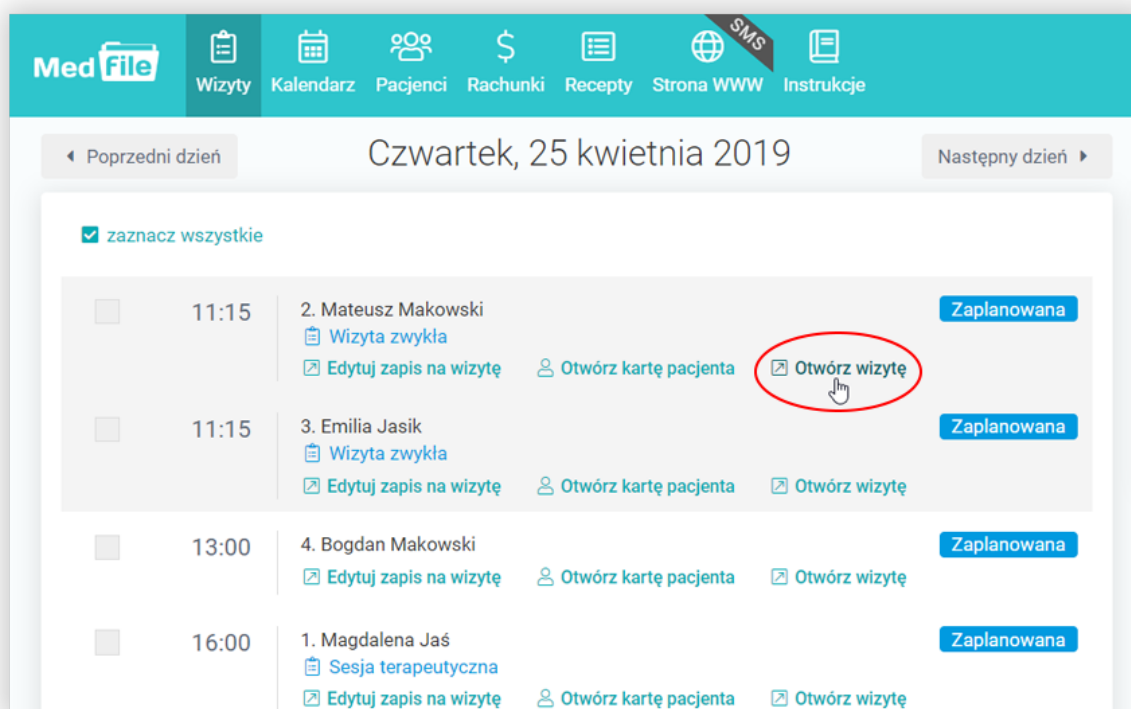 Med File
Wizyty Kalendarz Pacjenci Rachunki Recepty Strona WWW SMS Instrukcje
Poprzedni dzień Czwartek, 25 kwietnia 2019 Następny dzień
zaznacz wszystkie
11:15 2. Mateusz Makowski Zaplanowana
Wizyta zwykła
Edytuj zapis na wizytę Otwórz kartę pacjenta Otwórz wizytę
11:15 3. Emilia Jasik Zaplanowana
Wizyta zwykła
Edytuj zapis na wizytę Otwórz kartę pacjenta Otwórz wizytę
13:00 4. Bogdan Makowski Zaplanowana
Edytuj zapis na wizytę Otwórz kartę pacjenta Otwórz wizytę
16:00 1. Magdalena Jaś Zaplanowana
Sesja terapeutyczna
Edytuj zapis na wizytę Otwórz kartę pacjenta Otwórz wizytę